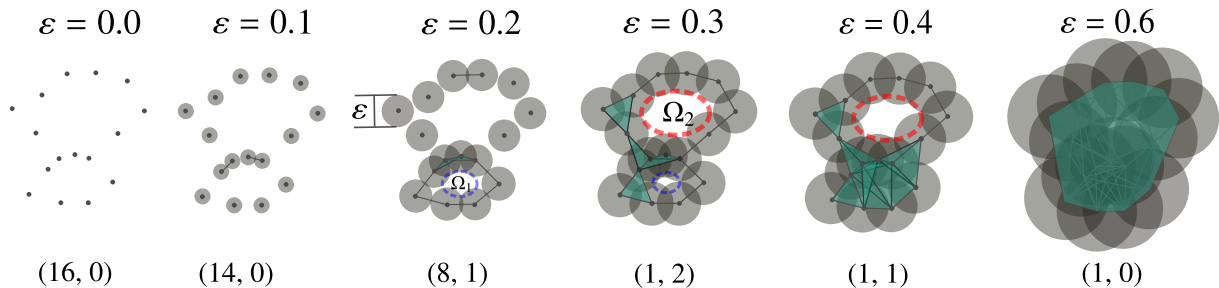 ε = 0.0 ε = 0.1 ε = 0.2 ε = 0.3 ε = 0.4 ε = 0.6
ε
Ω₂
Ω₁
(16, 0) (14, 0) (8, 1) (1, 2) (1, 1) (1, 0)